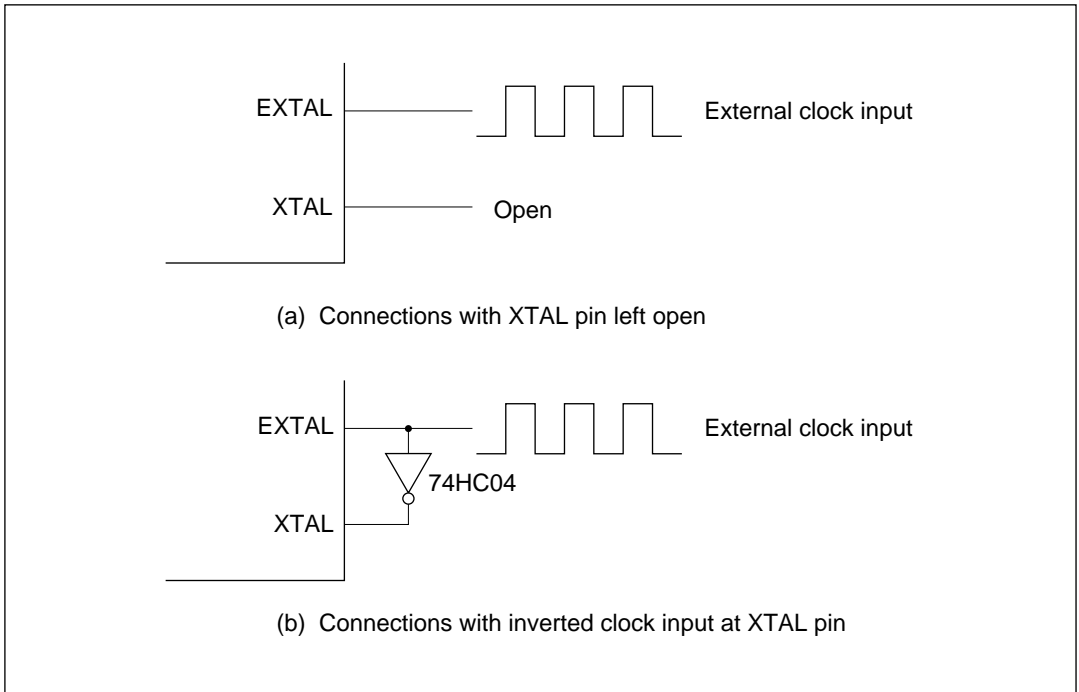 EXTAL
External clock input
XTAL
Open
(a) Connections with XTAL pin left open
EXTAL
External clock input
74HC04
XTAL
(b) Connections with inverted clock input at XTAL pin